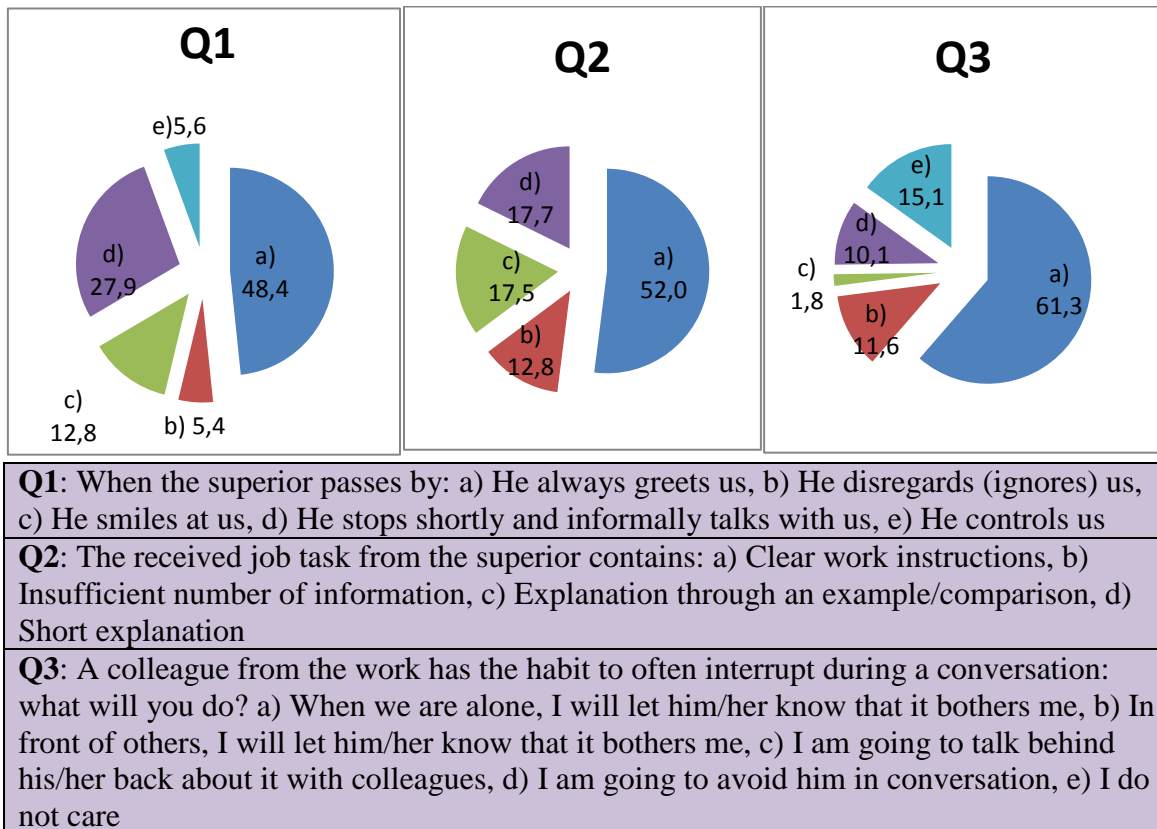 Q1
e)5,6
d)
27,9
a)
48,4
c)
12,8
b) 5,4
Q2
d)
17,7
c)
17,5
a)
52,0
b)
12,8
Q3
e)
15,1
d)
10,1
c)
1,8
a)
61,3
b)
11,6
Q1: When the superior passes by: a) He always greets us, b) He disregards (ignores) us,
c) He smiles at us, d) He stops shortly and informally talks with us, e) He controls us
Q2: The received job task from the superior contains: a) Clear work instructions, b)
Insufficient number of information, c) Explanation through an example/comparison, d)
Short explanation
Q3: A colleague from the work has the habit to often interrupt during a conversation:
what will you do? a) When we are alone, I will let him/her know that it bothers me, b) In
front of others, I will let him/her know that it bothers me, c) I am going to talk behind
his/her back about it with colleagues, d) I am going to avoid him in conversation, e) I do
not care